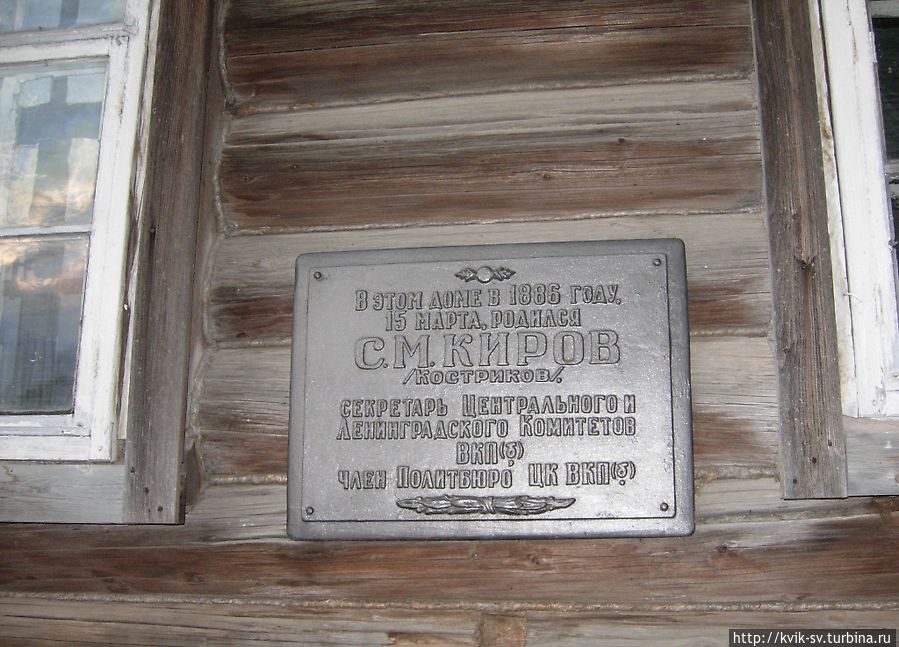 В этом доме в 1886 году,
15 марта, родился
С.М. КИРОВ
/Костриков/,
секретарь Центрального и
Ленинградского Комитетов
ВКП(б),
член Политбюро ЦК ВКП(б).
http://kvik-sv.turbina.ru